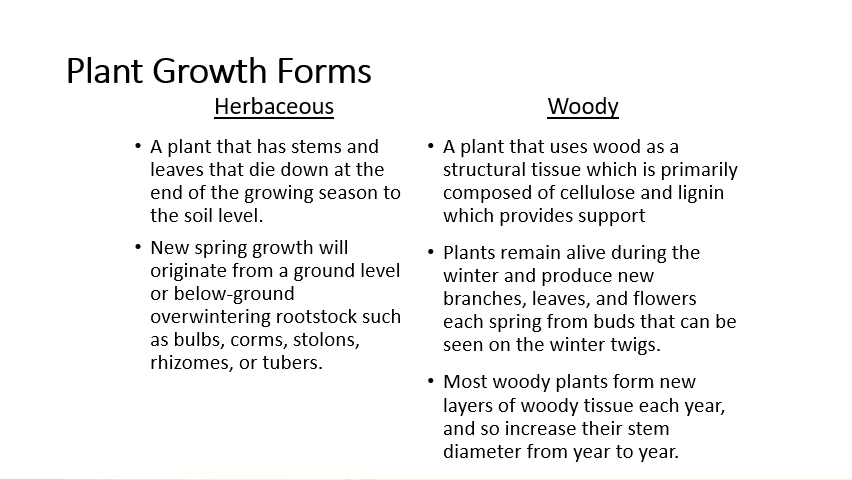 Plant Growth Forms
Herbaceous
• A plant that has stems and
leaves that die down at the
end of the growing season to
the soil level.
• New spring growth will
originate from a ground level
or below-ground
overwintering rootstock such
as bulbs, corms, stolons,
rhizomes, or tubers.
Woody
• A plant that uses wood as a
structural tissue which is primarily
composed of cellulose and lignin
which provides support
• Plants remain alive during the
winter and produce new
branches, leaves, and flowers
each spring from buds that can be
seen on the winter twigs.
• Most woody plants form new
layers of woody tissue each year,
and so increase their stem
diameter from year to year.